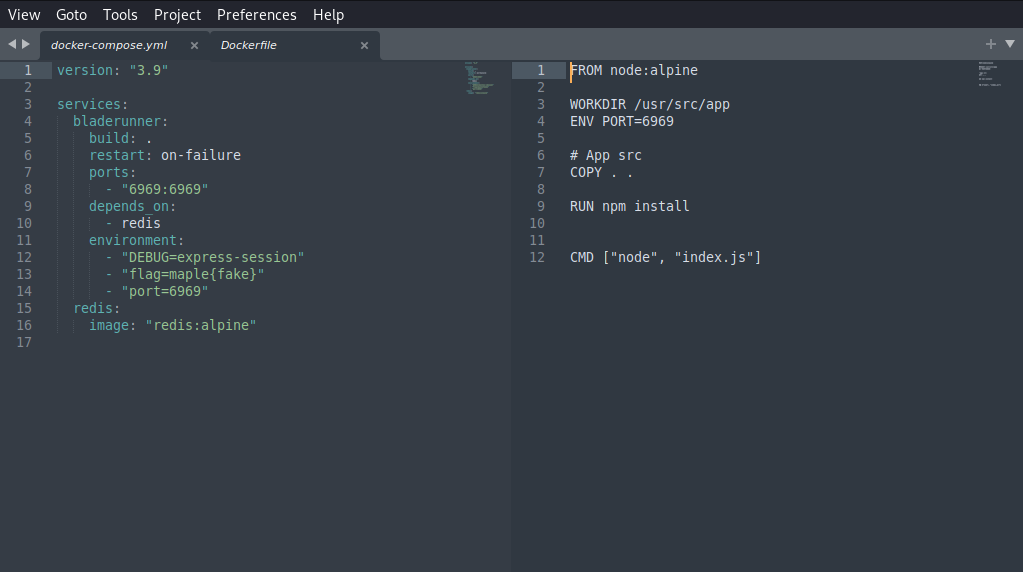 View Goto Tools Project Preferences Help
docker-compose.yml × Dockerfile ×
1 version: "3.9"
2
3 services:
4   bladerunner:
5     build: .
6     restart: on-failure
7     ports:
8       - "6969:6969"
9     depends_on:
10       - redis
11     environment:
12       - "DEBUG=express-session"
13       - "flag=maple{fake}"
14       - "port=6969"
15   redis:
16     image: "redis:alpine"
17
1 FROM node:alpine
2
3 WORKDIR /usr/src/app
4 ENV PORT=6969
5
6 # App src
7 COPY . .
8
9 RUN npm install
10
11
12 CMD ["node", "index.js"]